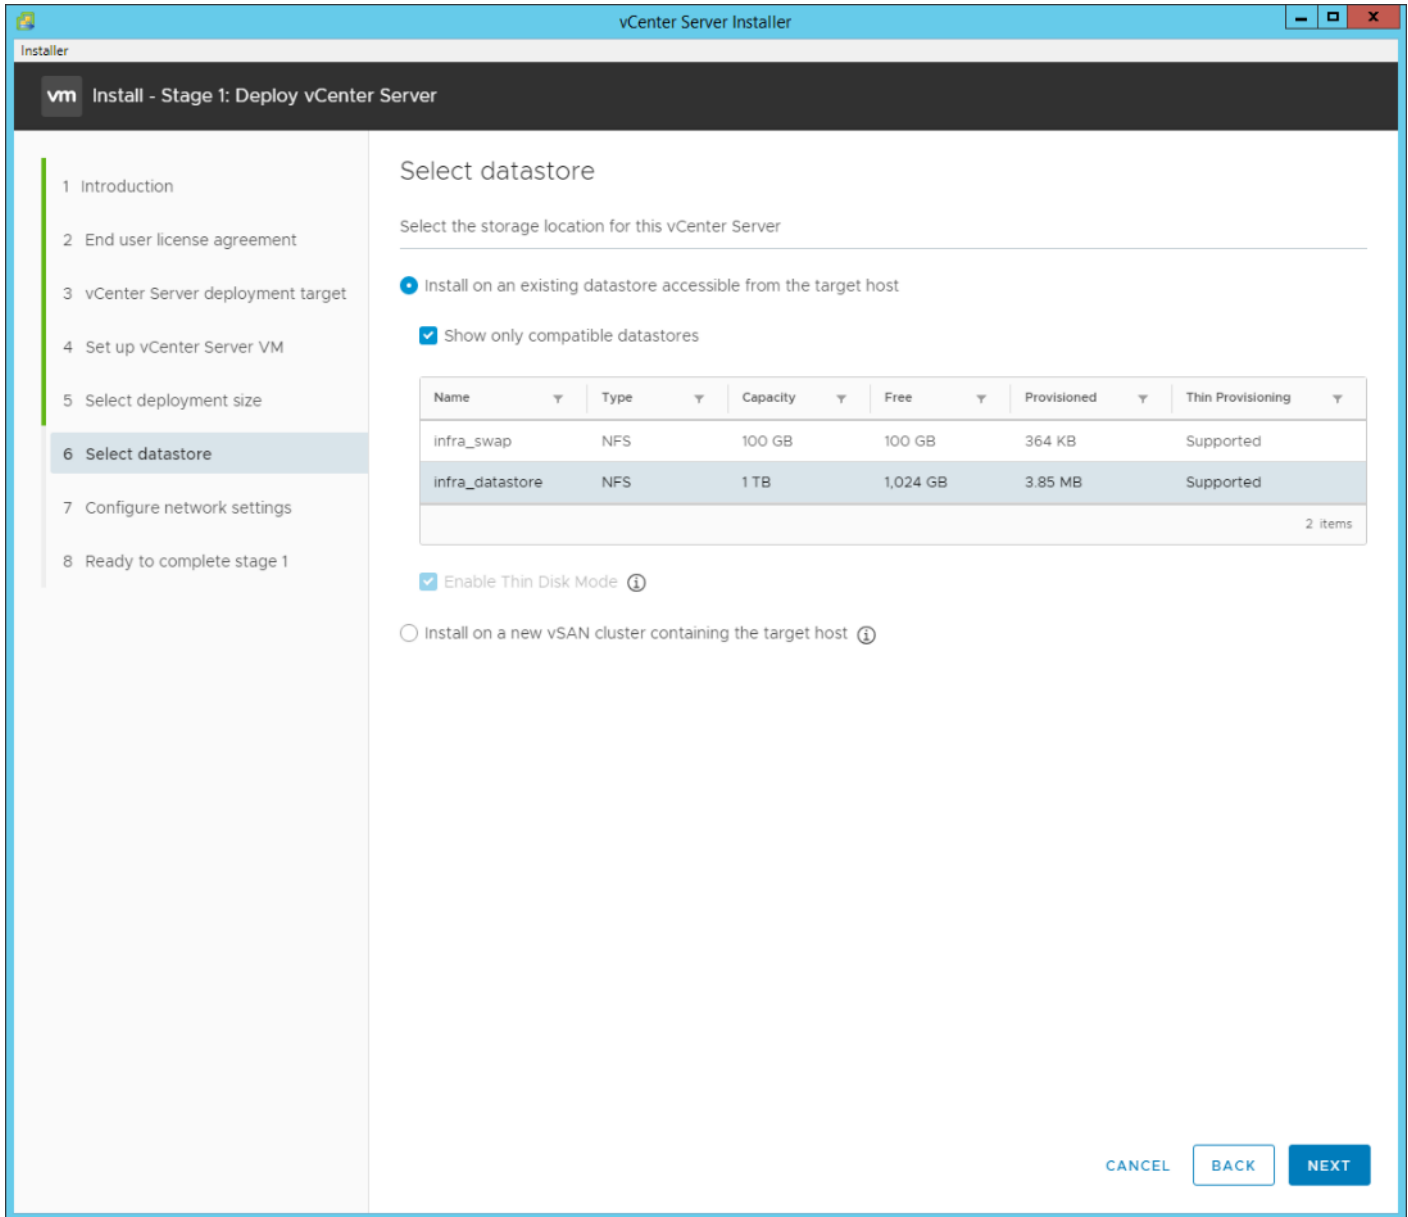 vCenter Server Installer
Installer
vm Install - Stage 1: Deploy vCenter Server
1 Introduction
2 End user license agreement
3 vCenter Server deployment target
4 Set up vCenter Server VM
5 Select deployment size
6 Select datastore
7 Configure network settings
8 Ready to complete stage 1
Select datastore
Select the storage location for this vCenter Server
Install on an existing datastore accessible from the target host
Show only compatible datastores
Name Type Capacity Free Provisioned Thin Provisioning
infra_swap NFS 100 GB 100 GB 364 KB Supported
infra_datastore NFS 1 TB 1,024 GB 3.85 MB Supported
2 items
Enable Thin Disk Mode
Install on a new vSAN cluster containing the target host
CANCEL BACK NEXT